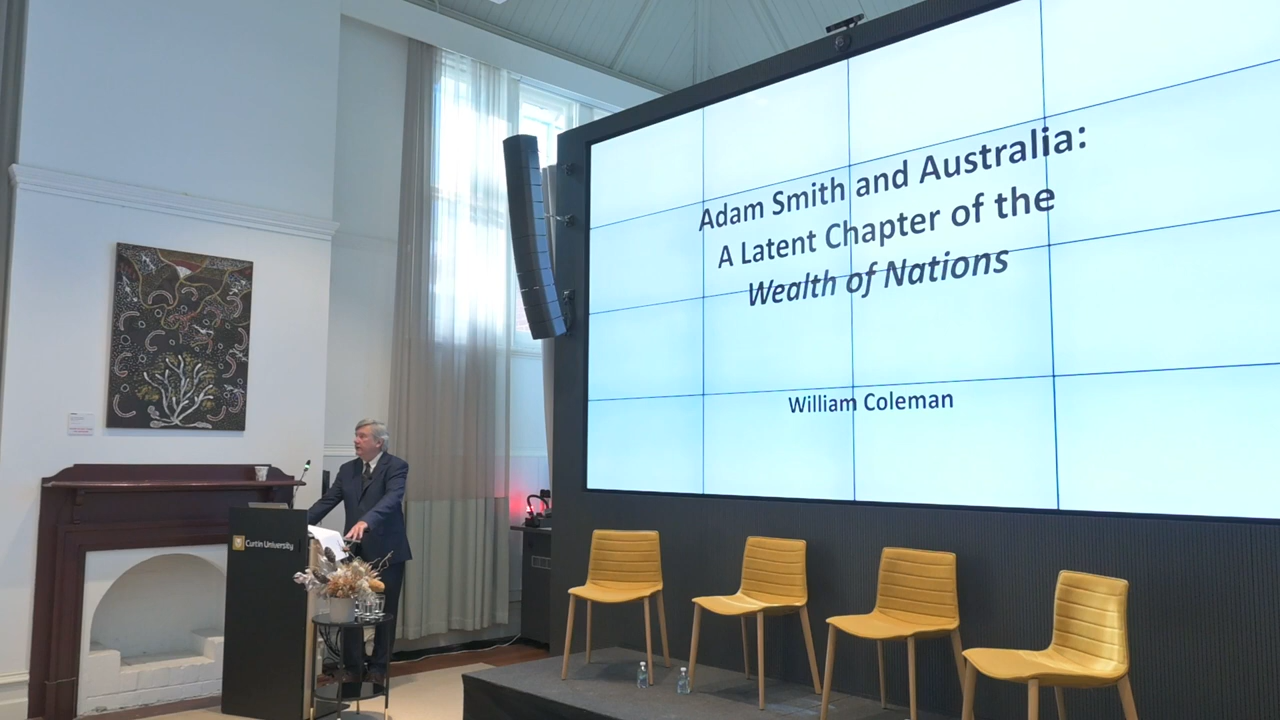 Adam Smith and Australia:
A Latent Chapter of the
Wealth of Nations
William Coleman
Curtin University